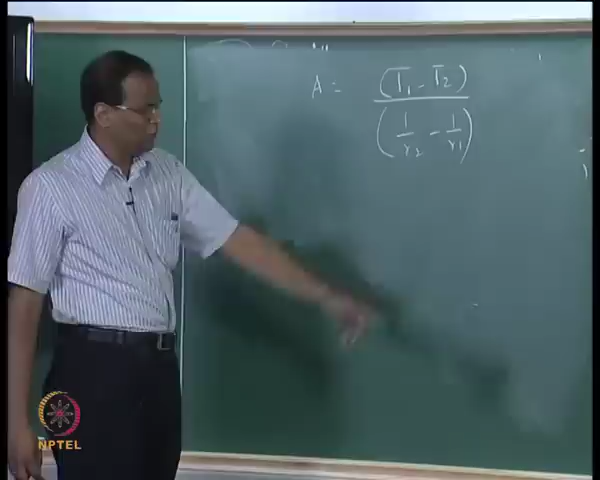 A = (T₁ - T₂) / (1/r₂ - 1/r₁)
NPTEL